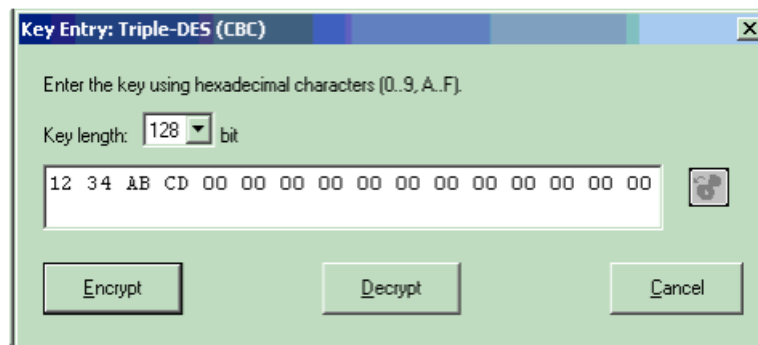 Key Entry: Triple-DES (CBC)
Enter the key using hexadecimal characters (0..9, A..F).
Key length: 128 bit
12 34 AB CD 00 00 00 00 00 00 00 00 00 00 00 00
Encrypt Decrypt Cancel